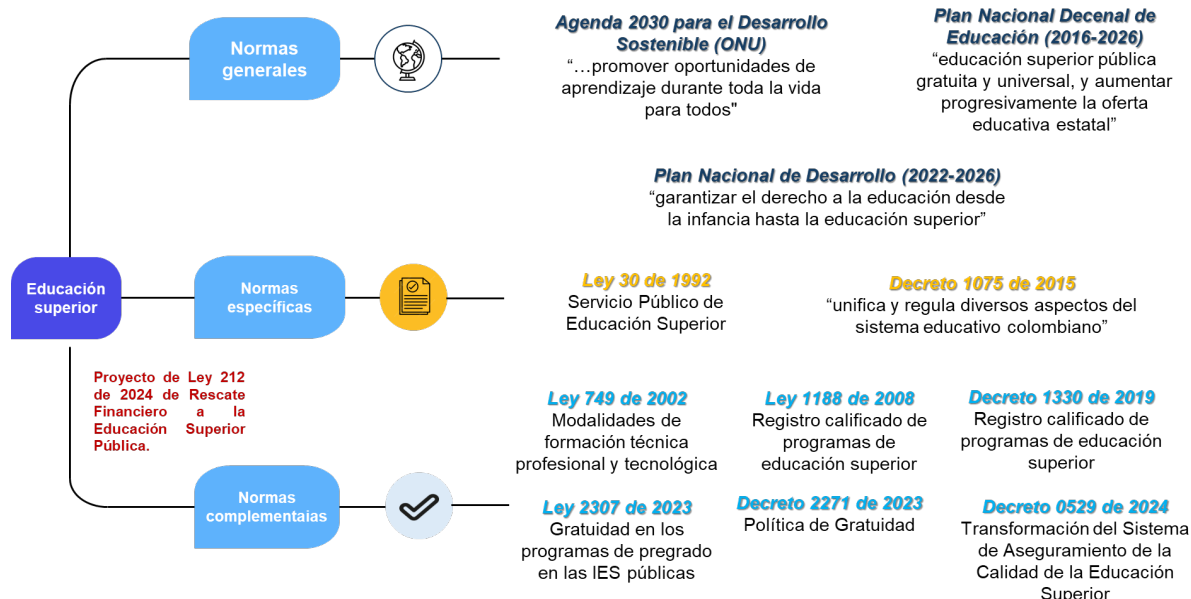 Normas
generales
Agenda 2030 para el Desarrollo
Sostenible (ONU)
“…promover oportunidades de
aprendizaje durante toda la vida
para todos"
Plan Nacional Decenal de
Educación (2016-2026)
“educación superior pública
gratuita y universal, y aumentar
progresivamente la oferta
educativa estatal”
Plan Nacional de Desarrollo (2022-2026)
“garantizar el derecho a la educación desde
la infancia hasta la educación superior”
Educación
superior
Normas
específicas
Ley 30 de 1992
Servicio Público de
Educación Superior
Decreto 1075 de 2015
“unifica y regula diversos aspectos del
sistema educativo colombiano”
Proyecto de Ley 212
de 2024 de Rescate
Financiero a la
Educación Superior
Pública.
Normas
complementaias
Ley 749 de 2002
Modalidades de
formación técnica
profesional y tecnológica
Ley 1188 de 2008
Registro calificado de
programas de
educación superior
Decreto 1330 de 2019
Registro calificado de
programas de educación
superior
Ley 2307 de 2023
Gratuidad en los
programas de pregrado
en las IES públicas
Decreto 2271 de 2023
Política de Gratuidad
Decreto 0529 de 2024
Transformación del Sistema
de Aseguramiento de la
Calidad de la Educación
Superior